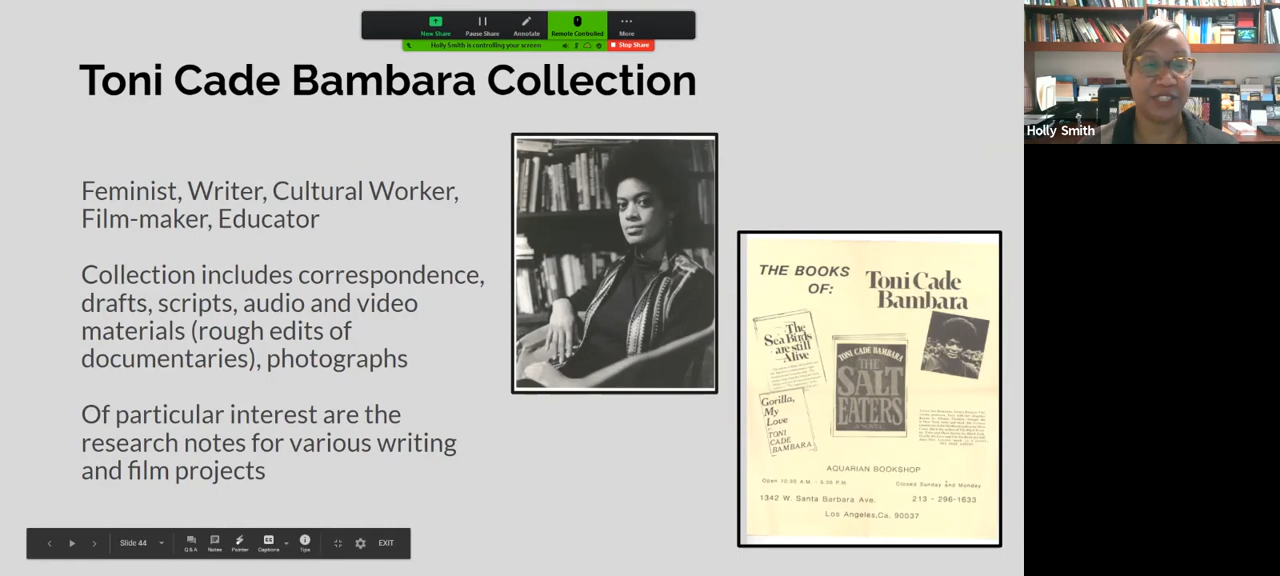 New Share
Pause Share
Annotate
Remote Controlled
More
Holly Smith is controlling your screen
Stop Share
Toni Cade Bambara Collection
Feminist, Writer, Cultural Worker,
Film-maker, Educator
Collection includes correspondence,
drafts, scripts, audio and video
materials (rough edits of
documentaries), photographs
Of particular interest are the
research notes for various writing
and film projects
THE BOOKS
OF:
Toni Cade
Bambara
The
Sea Birds
are still
Alive
TONI CADE BAMBARA
THE
SALT
EATERS
A NOVEL
Gorilla,
My
Love
TONI
CADE
BAMBARA
AQUARIAN BOOKSHOP
Open 10:30 A.M. - 5:30 P.M.
Closed Sunday and Monday
1342 W. Santa Barbara Ave.
213 - 296-1633
Los Angeles, Ca. 90037
Holly Smith
Slide 44
Q & A
Notes
Pointer
Captions
Tips
EXIT